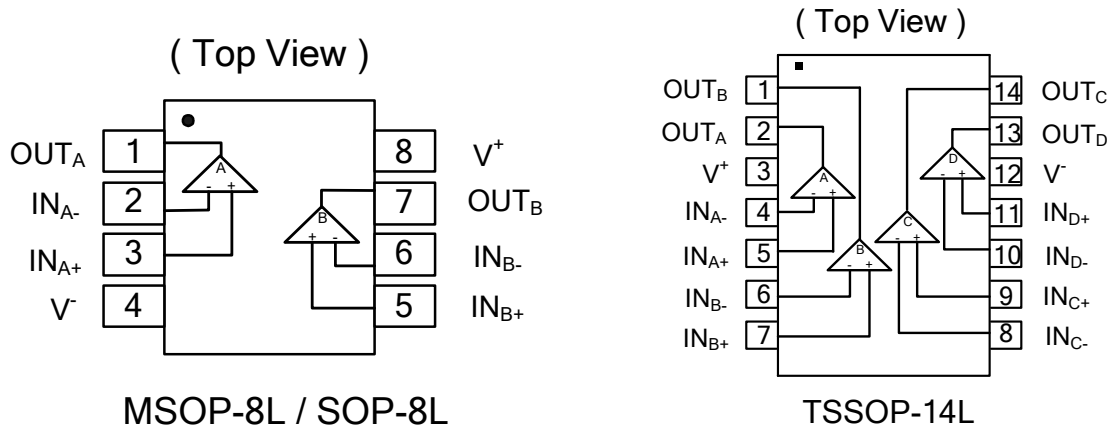 ( Top View )
OUTA 1
8 V+
INA- 2
7 OUTB
INA+ 3
6 INB-
V- 4
5 INB+
A
- +
B
+ -
MSOP-8L / SOP-8L
( Top View )
OUTB 1
14 OUTC
OUTA 2
13 OUTD
V+ 3
12 V-
INA- 4
11 IND+
INA+ 5
10 IND-
INB- 6
9 INC+
INB+ 7
8 INC-
A
- +
B
- +
C
- +
D
- +
TSSOP-14L